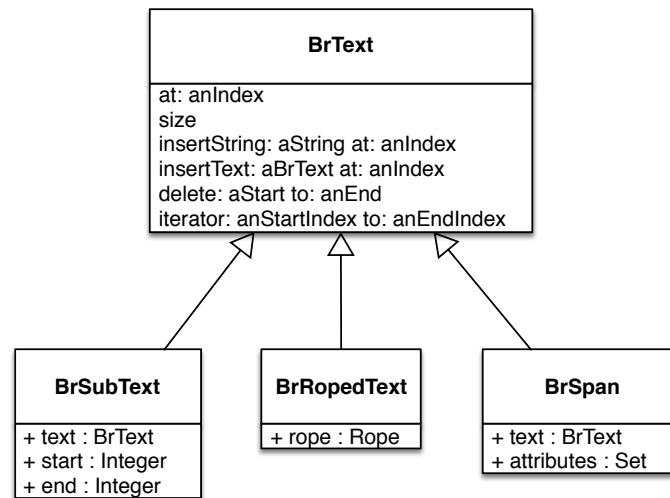 BrText
at: anIndex
size
insertString: aString at: anIndex
insertText: aBrText at: anIndex
delete: aStart to: anEnd
iterator: anStartIndex to: anEndIndex
BrSubText
+ text : BrText
+ start : Integer
+ end : Integer
BrRopedText
+ rope : Rope
BrSpan
+ text : BrText
+ attributes : Set